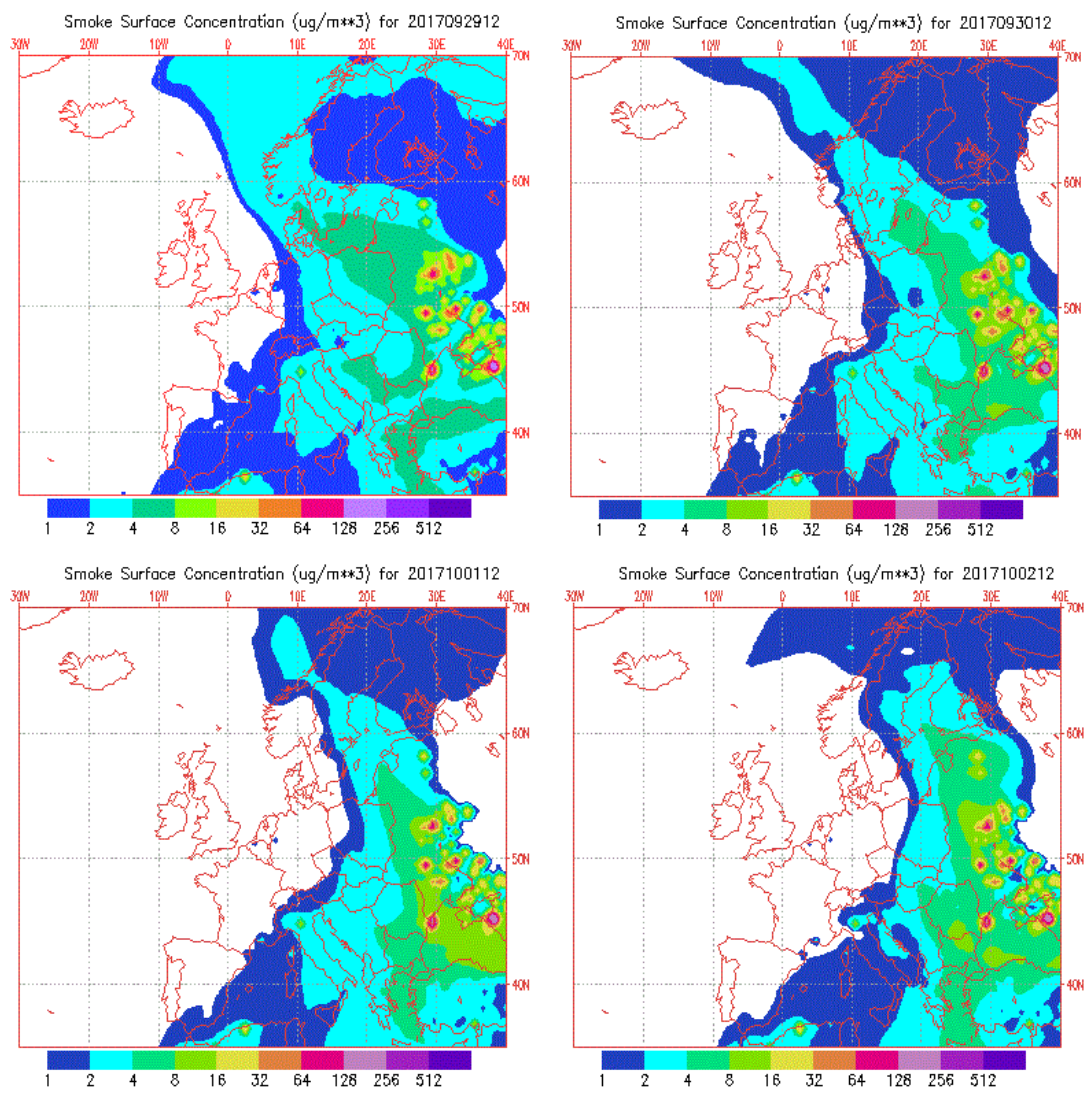 Smoke Surface Concentration (ug/m**3) for 2017092912
30W 20W 10W 0 10E 20E 30E 40E
70N
60N
50N
40N
1 2 4 8 16 32 64 128 256 512
Smoke Surface Concentration (ug/m**3) for 2017093012
30W 20W 10W 0 10E 20E 30E 40E
70N
60N
50N
40N
1 2 4 8 16 32 64 128 256 512
Smoke Surface Concentration (ug/m**3) for 2017100112
30W 20W 10W 0 10E 20E 30E 40E
70N
60N
50N
40N
1 2 4 8 16 32 64 128 256 512
Smoke Surface Concentration (ug/m**3) for 2017100212
30W 20W 10W 0 10E 20E 30E 40E
70N
60N
50N
40N
1 2 4 8 16 32 64 128 256 512